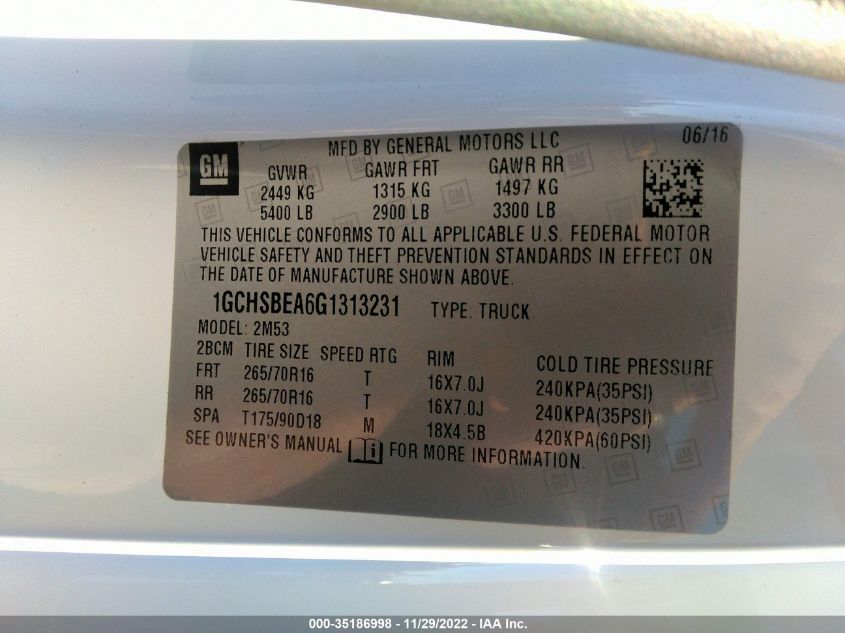 GM
MFD BY GENERAL MOTORS LLC 06/16
GVWR GAWR FRT GAWR RR
2449 KG 1315 KG 1497 KG
5400 LB 2900 LB 3300 LB
THIS VEHICLE CONFORMS TO ALL APPLICABLE U.S. FEDERAL MOTOR
VEHICLE SAFETY AND THEFT PREVENTION STANDARDS IN EFFECT ON
THE DATE OF MANUFACTURE SHOWN ABOVE.
1GCHSBEA6G1313231 TYPE: TRUCK
MODEL: 2M53
2BCM TIRE SIZE SPEED RTG RIM COLD TIRE PRESSURE
FRT 265/70R16 T 16X7.0J 240KPA(35PSI)
RR 265/70R16 T 16X7.0J 240KPA(35PSI)
SPA T175/90D18 M 18X4.5B 420KPA(60PSI)
SEE OWNER'S MANUAL FOR MORE INFORMATION.
000-35186998 - 11/29/2022 - IAA Inc.